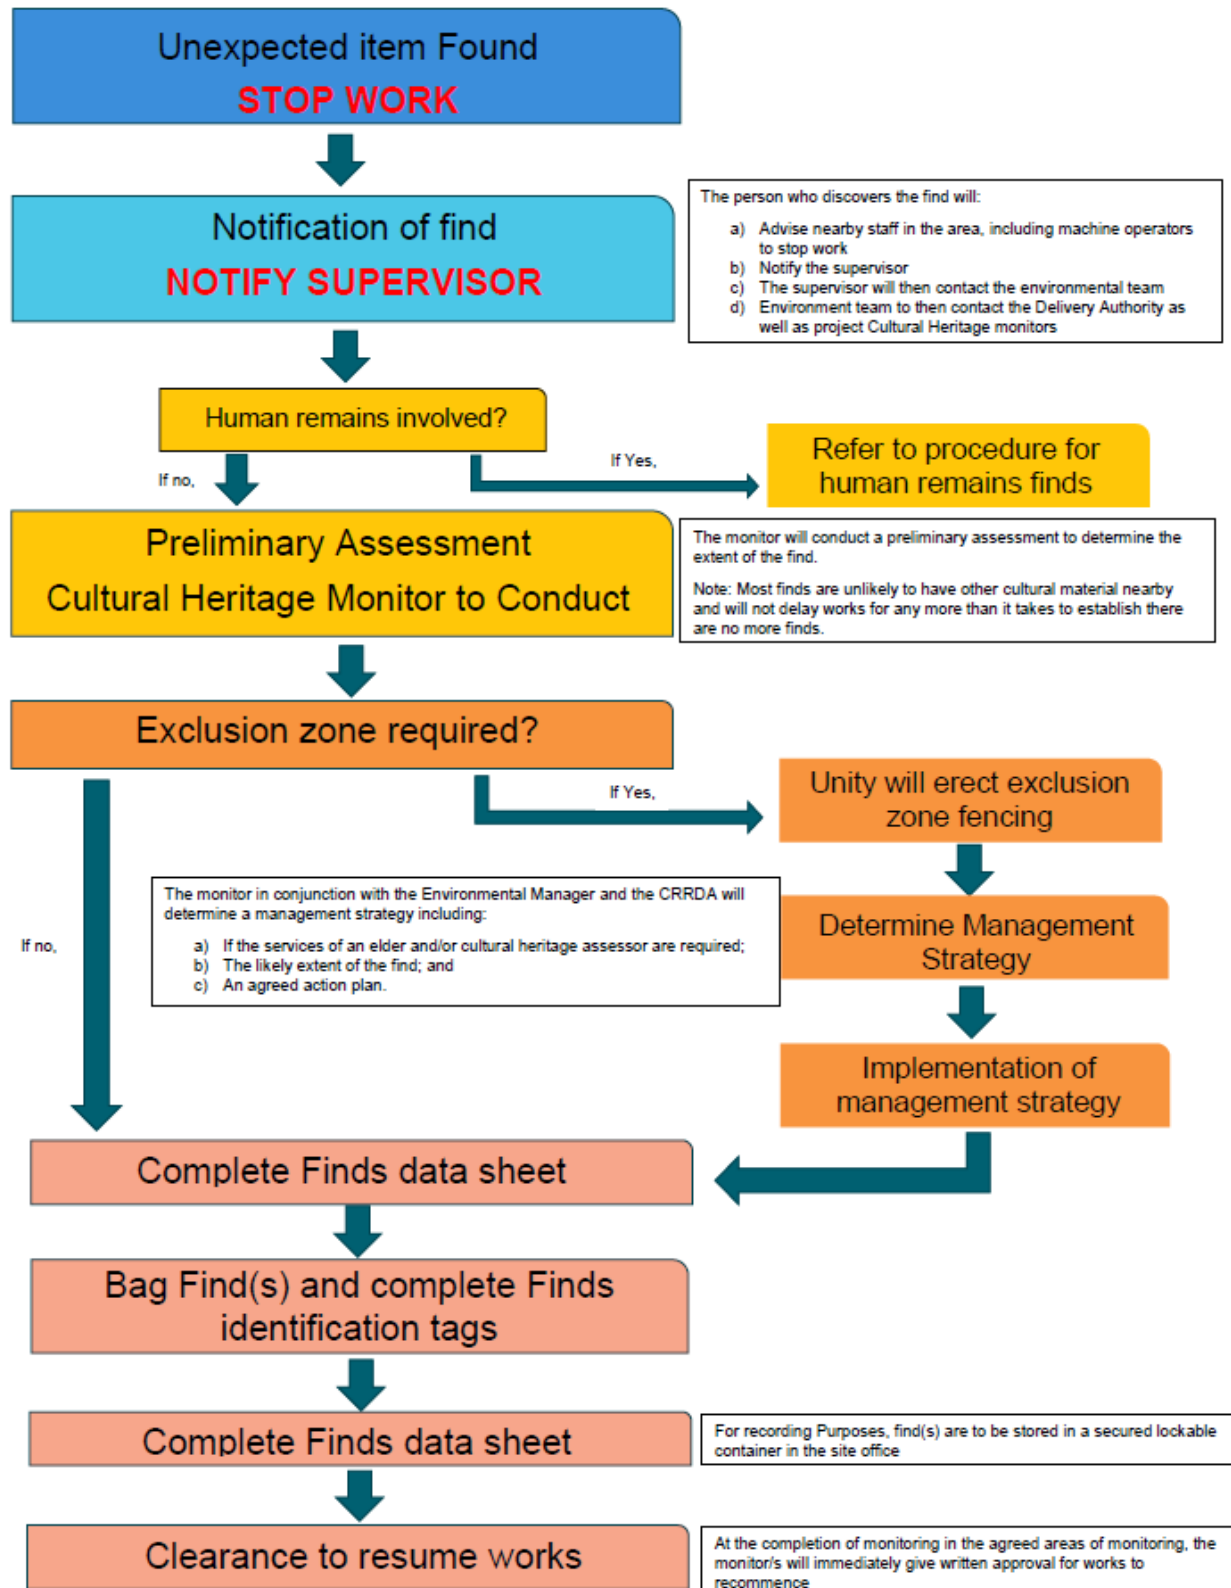 Unexpected item Found
STOP WORK
Notification of find
NOTIFY SUPERVISOR
The person who discovers the find will:
a) Advise nearby staff in the area, including machine operators
to stop work
b) Notify the supervisor
c) The supervisor will then contact the environmental team
d) Environment team to then contact the Delivery Authority as
well as project Cultural Heritage monitors
Human remains involved?
If no,
If Yes,
Refer to procedure for
human remains finds
Preliminary Assessment
Cultural Heritage Monitor to Conduct
The monitor will conduct a preliminary assessment to determine the
extent of the find.
Note: Most finds are unlikely to have other cultural material nearby
and will not delay works for any more than it takes to establish there
are no more finds.
Exclusion zone required?
If Yes,
Unity will erect exclusion
zone fencing
The monitor in conjunction with the Environmental Manager and the CRRDA will
determine a management strategy including:
a) If the services of an elder and/or cultural heritage assessor are required;
b) The likely extent of the find; and
c) An agreed action plan.
If no,
Determine Management
Strategy
Implementation of
management strategy
Complete Finds data sheet
Bag Find(s) and complete Finds
identification tags
Complete Finds data sheet
For recording Purposes, find(s) are to be stored in a secured lockable
container in the site office
Clearance to resume works
At the completion of monitoring in the agreed areas of monitoring, the
monitor/s will immediately give written approval for works to
recommence